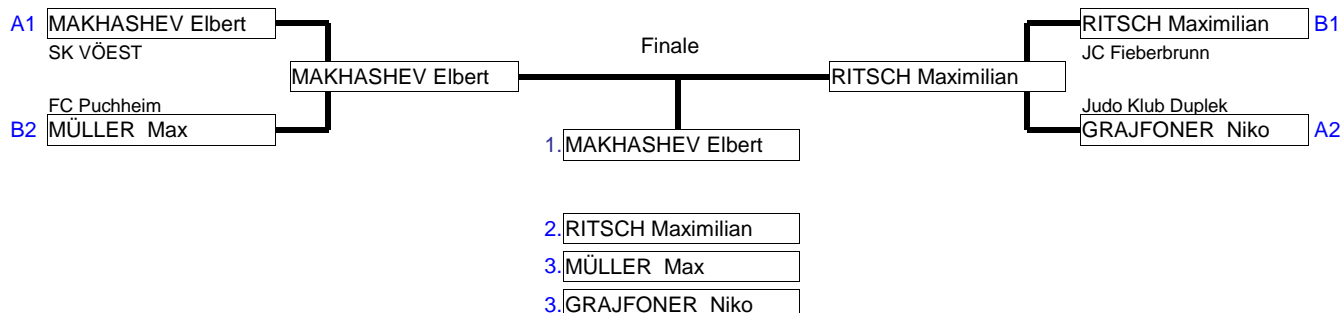 A1 MAKHASHEV Elbert
SK VÖEST
FC Puchheim
B2 MÜLLER Max
MAKHASHEV Elbert
Finale
RITSCH Maximilian
RITSCH Maximilian B1
JC Fieberbrunn
Judo Klub Duplek
GRAJFONER Niko A2
1. MAKHASHEV Elbert
2. RITSCH Maximilian
3. MÜLLER Max
3. GRAJFONER Niko